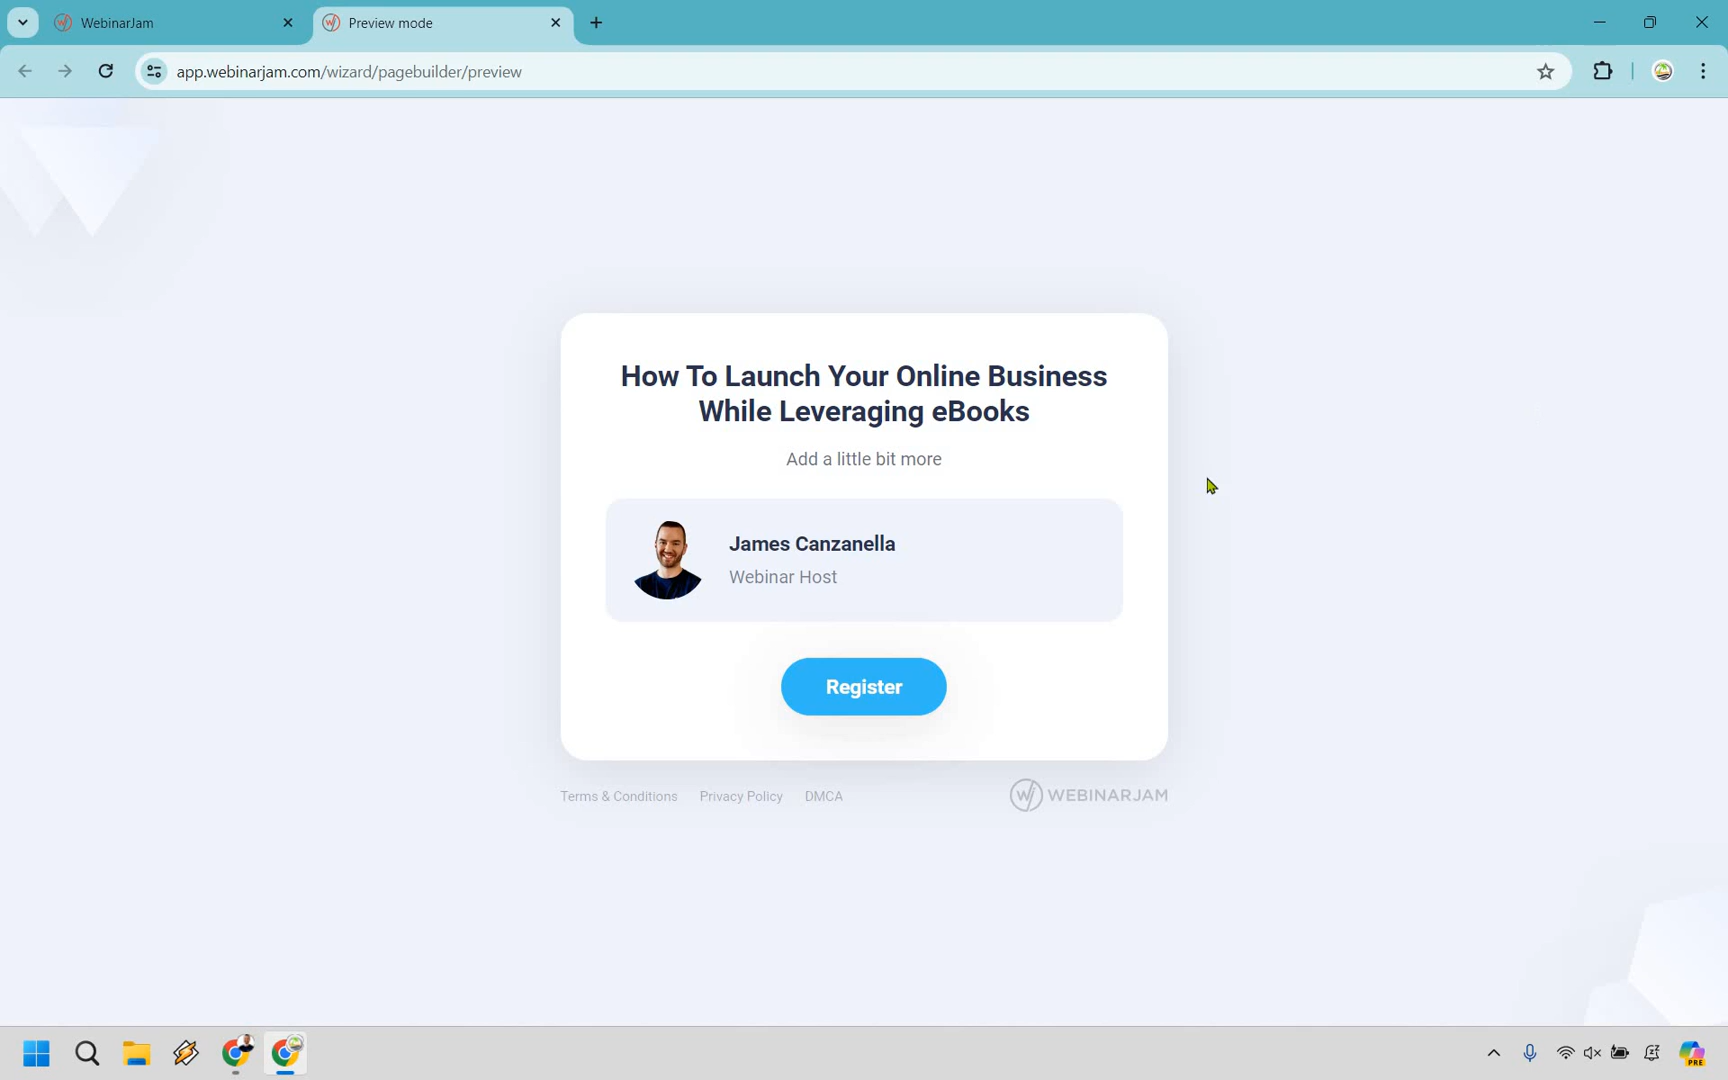 WebinarJam
Preview mode
app.webinarjam.com/wizard/pagebuilder/preview
How To Launch Your Online Business
While Leveraging eBooks
Add a little bit more
James Canzanella
Webinar Host
Register
Terms & Conditions Privacy Policy DMCA
WEBINARJAM
PRE